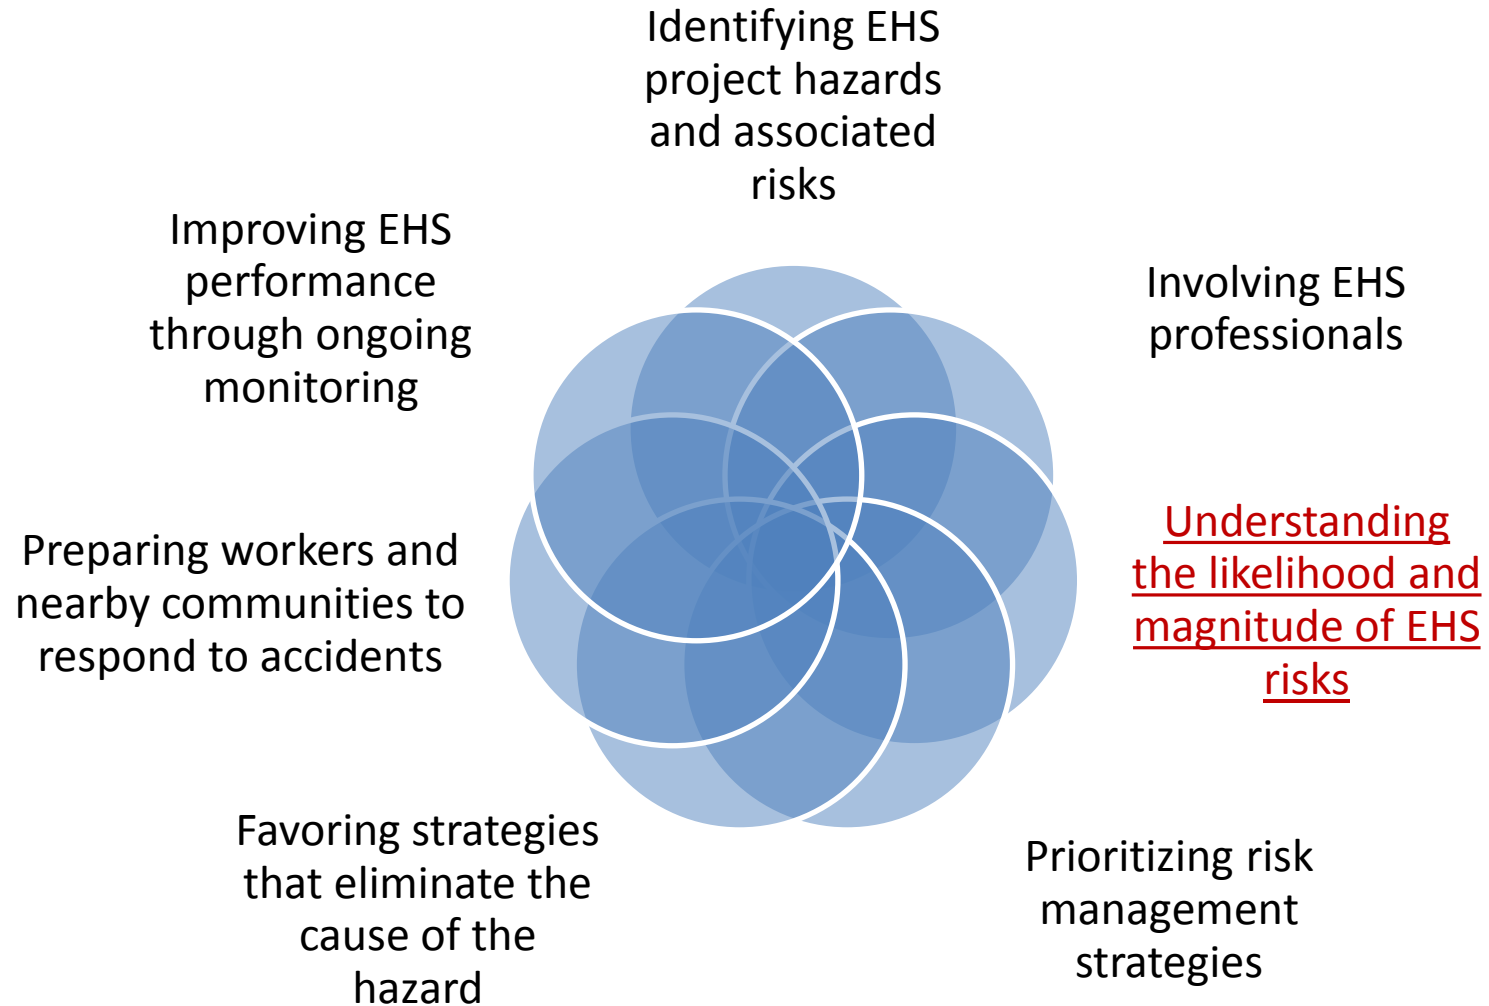 Identifying EHS
project hazards
and associated
risks
Involving EHS
professionals
Understanding
the likelihood and
magnitude of EHS
risks
Prioritizing risk
management
strategies
Favoring strategies
that eliminate the
cause of the
hazard
Preparing workers and
nearby communities to
respond to accidents
Improving EHS
performance
through ongoing
monitoring